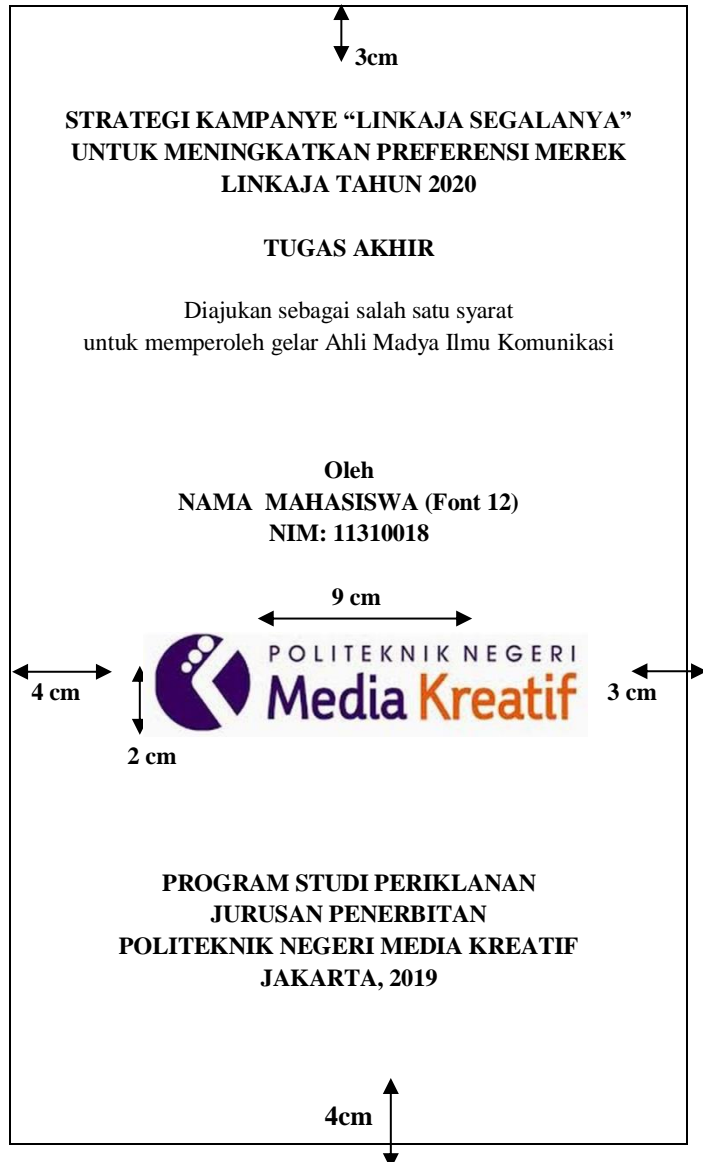 3cm
STRATEGI KAMPANYE “LINKAJA SEGALANYA”
UNTUK MENINGKATKAN PREFERENSI MEREK
LINKAJA TAHUN 2020
TUGAS AKHIR
Diajukan sebagai salah satu syarat
untuk memperoleh gelar Ahli Madya Ilmu Komunikasi
Oleh
NAMA MAHASISWA (Font 12)
NIM: 11310018
9 cm
POLITEKNIK NEGERI
Media Kreatif
4 cm
3 cm
2 cm
PROGRAM STUDI PERIKLANAN
JURUSAN PENERBITAN
POLITEKNIK NEGERI MEDIA KREATIF
JAKARTA, 2019
4cm